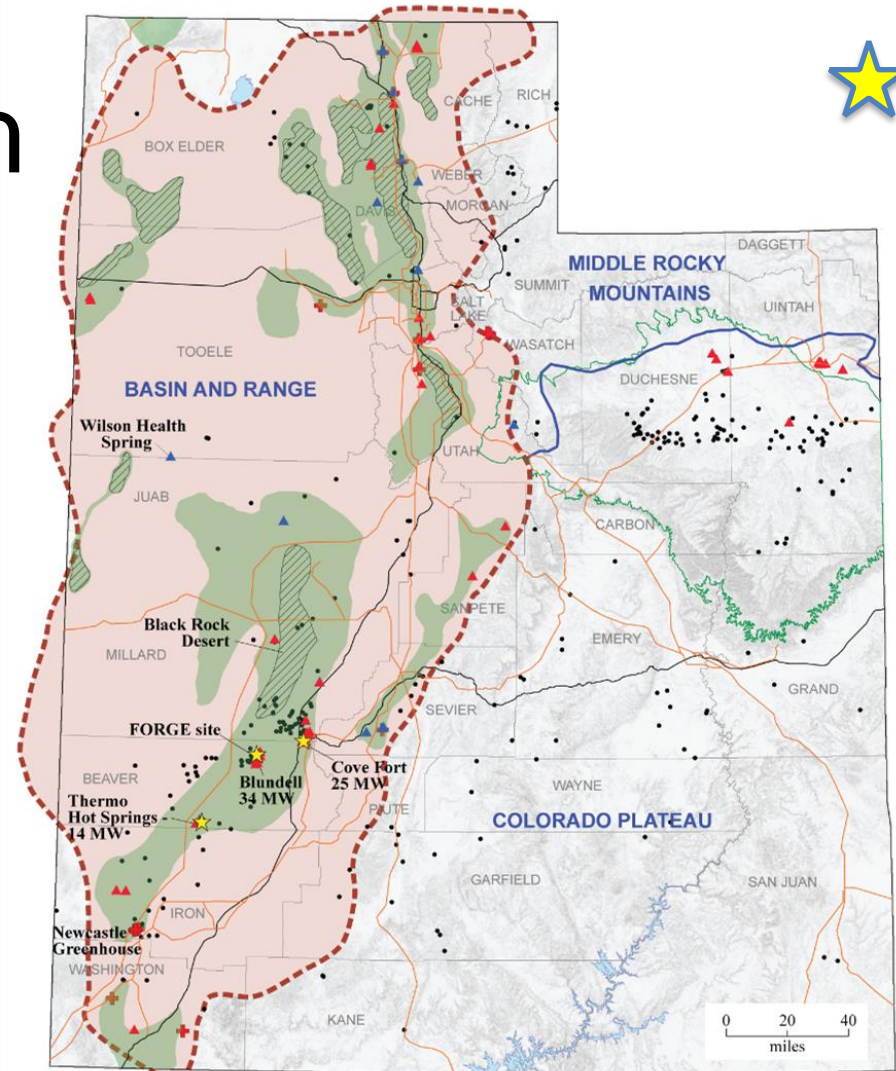 n
CACHE
RICH
BOX ELDER
WEBER
MORGAN
DAVIS
DAGGETT
MIDDLE ROCKY
MOUNTAINS
SUMMIT
UINTAH
SALT
LAKE
WASATCH
TOOELE
DUCHESNE
BASIN AND RANGE
Wilson Health
Spring
UTAH
JUAB
CARBON
SANPETE
Black Rock
Desert
EMERY
MILLARD
GRAND
SEVIER
FORGE site
Cove Fort
25 MW
BEAVER
Blundell
34 MW
WAYNE
Thermo
Hot Springs
14 MW
PIUTE
COLORADO PLATEAU
GARFIELD
SAN JUAN
IRON
Newcastle
Greenhouse
WASHINGTON
KANE
0 20 40
miles